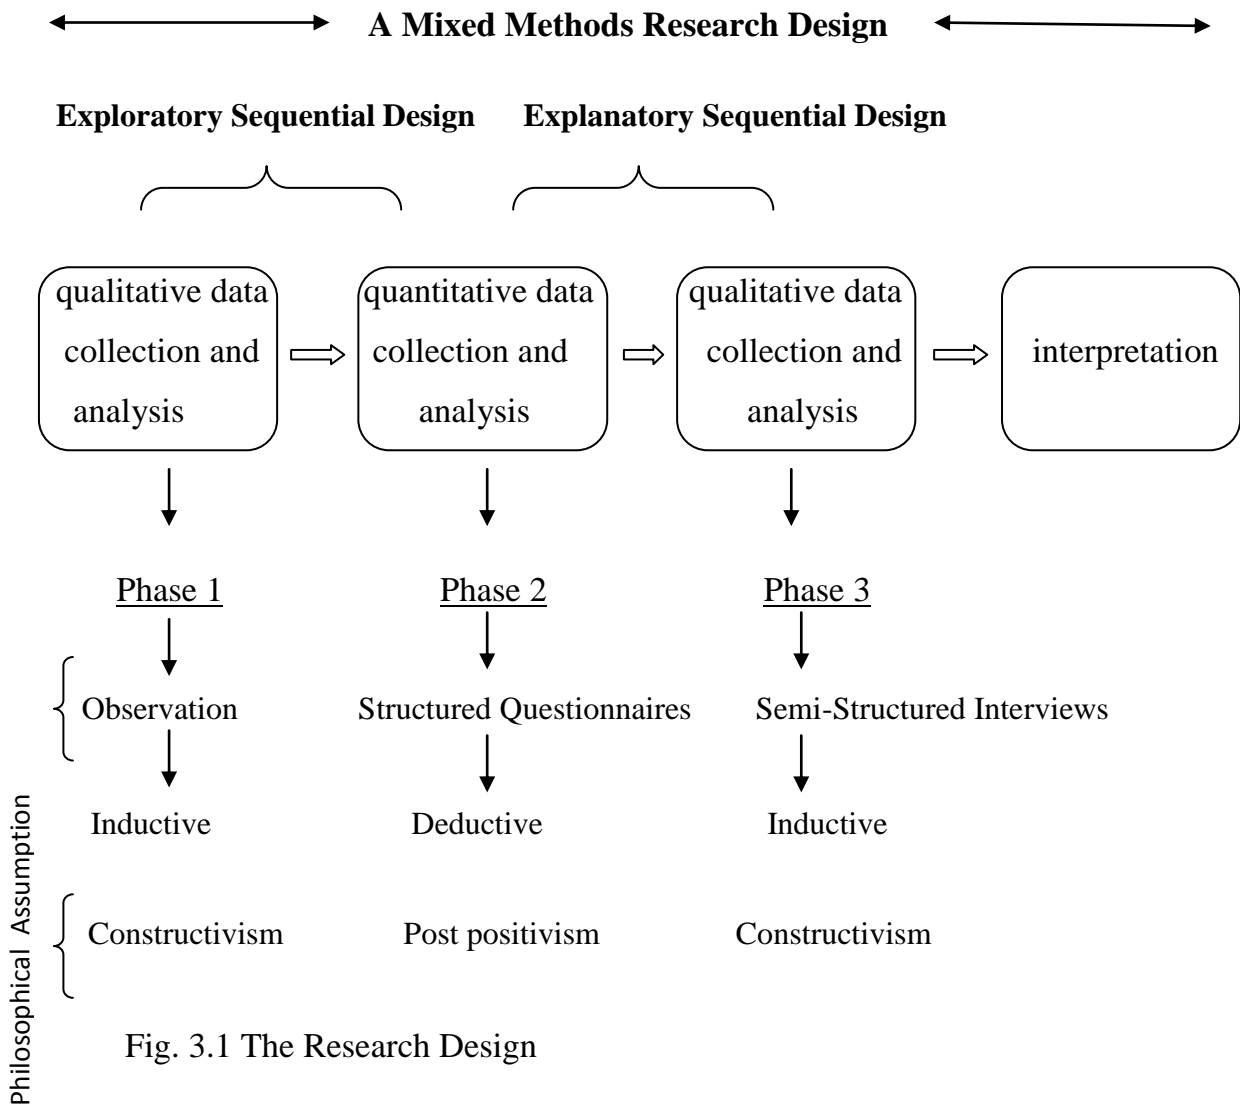 A Mixed Methods Research Design
Exploratory Sequential Design
Explanatory Sequential Design
qualitative data
collection and
analysis
quantitative data
collection and
analysis
qualitative data
collection and
analysis
interpretation
Phase 1
Phase 2
Phase 3
Observation
Structured Questionnaires
Semi-Structured Interviews
Inductive
Deductive
Inductive
Philosophical Assumption
Constructivism
Post positivism
Constructivism
Fig. 3.1 The Research Design